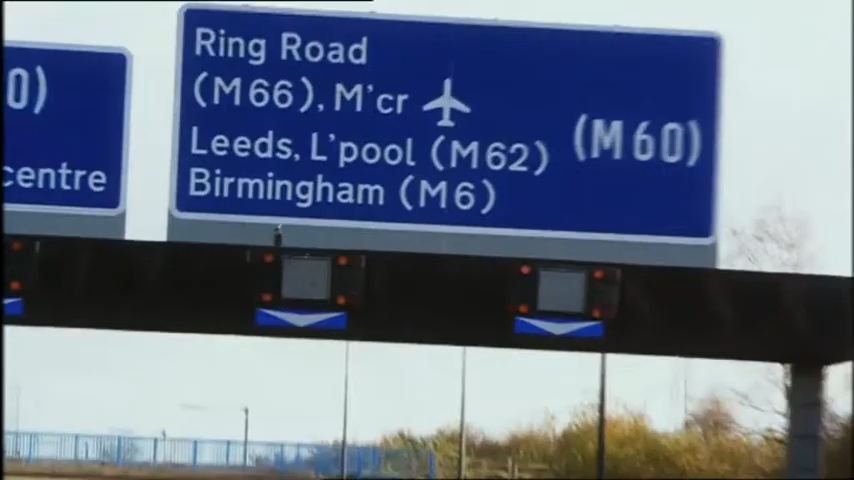 0)
centre
Ring Road
(M66), M'cr
Leeds, L'pool (M62)
Birmingham (M6)
(M60)